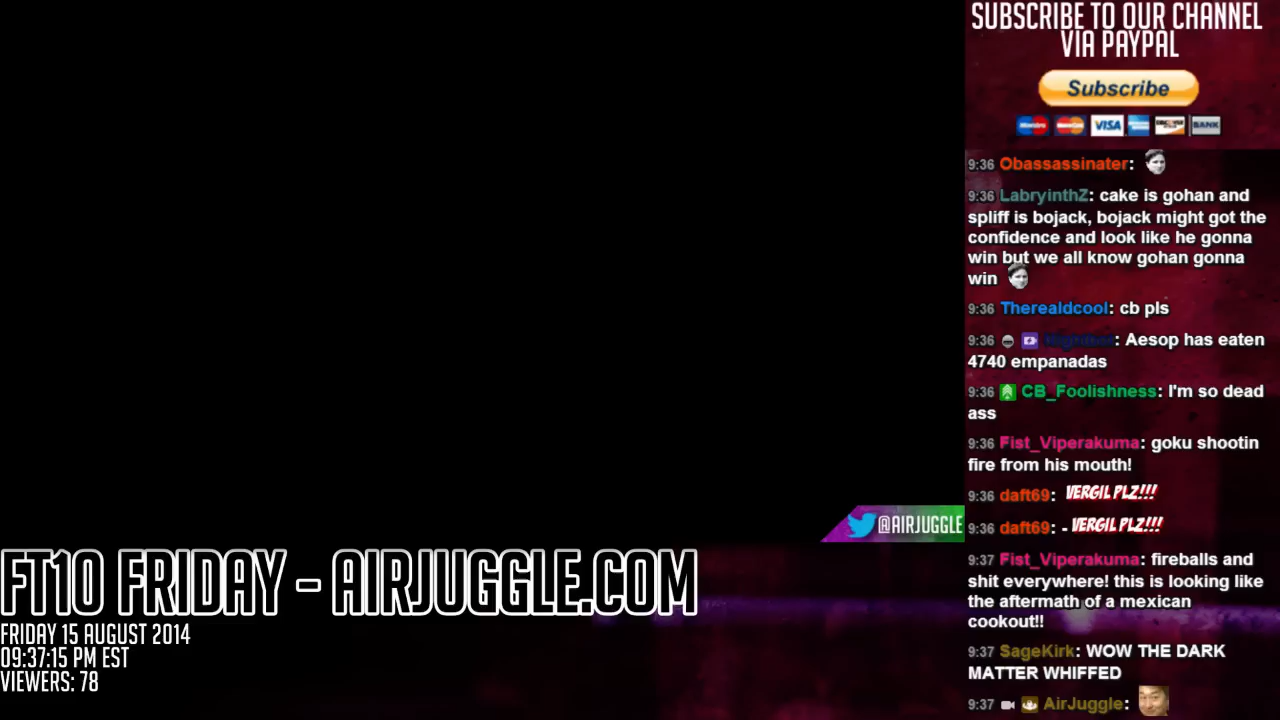 SUBSCRIBE TO OUR CHANNEL
VIA PAYPAL
Subscribe
VISA
DISCOVER
BANK
9:36 Obassassinater:
9:36 LabryinthZ: cake is gohan and
spliff is bojack, bojack might got the
confidence and look like he gonna
win but we all know gohan gonna
win
9:36 Therealdcool: cb pls
9:36 : Aesop has eaten
4740 empanadas
9:36 CB_Foolishness: I'm so dead
ass
9:36 Fist_Viperakuma: goku shootin
fire from his mouth!
9:36 daft69: VERGIL PLZ!!!
9:36 daft69: - VERGIL PLZ!!!
9:37 Fist_Viperakuma: fireballs and
shit everywhere! this is looking like
the aftermath of a mexican
cookout!!
9:37 SageKirk: WOW THE DARK
MATTER WHIFFED
9:37 AirJuggle:
@AIRJUGGLE
FT10 FRIDAY - AIRJUGGLE.COM
FRIDAY 15 AUGUST 2014
09:37:15 PM EST
VIEWERS: 78